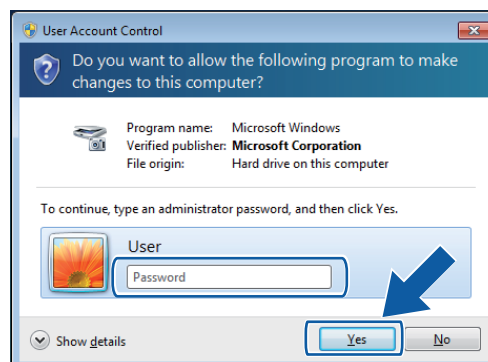 User Account Control
Do you want to allow the following program to make
changes to this computer?
Program name: Microsoft Windows
Verified publisher: Microsoft Corporation
File origin: Hard drive on this computer
To continue, type an administrator password, and then click Yes.
User
Password
Show details
Yes
No